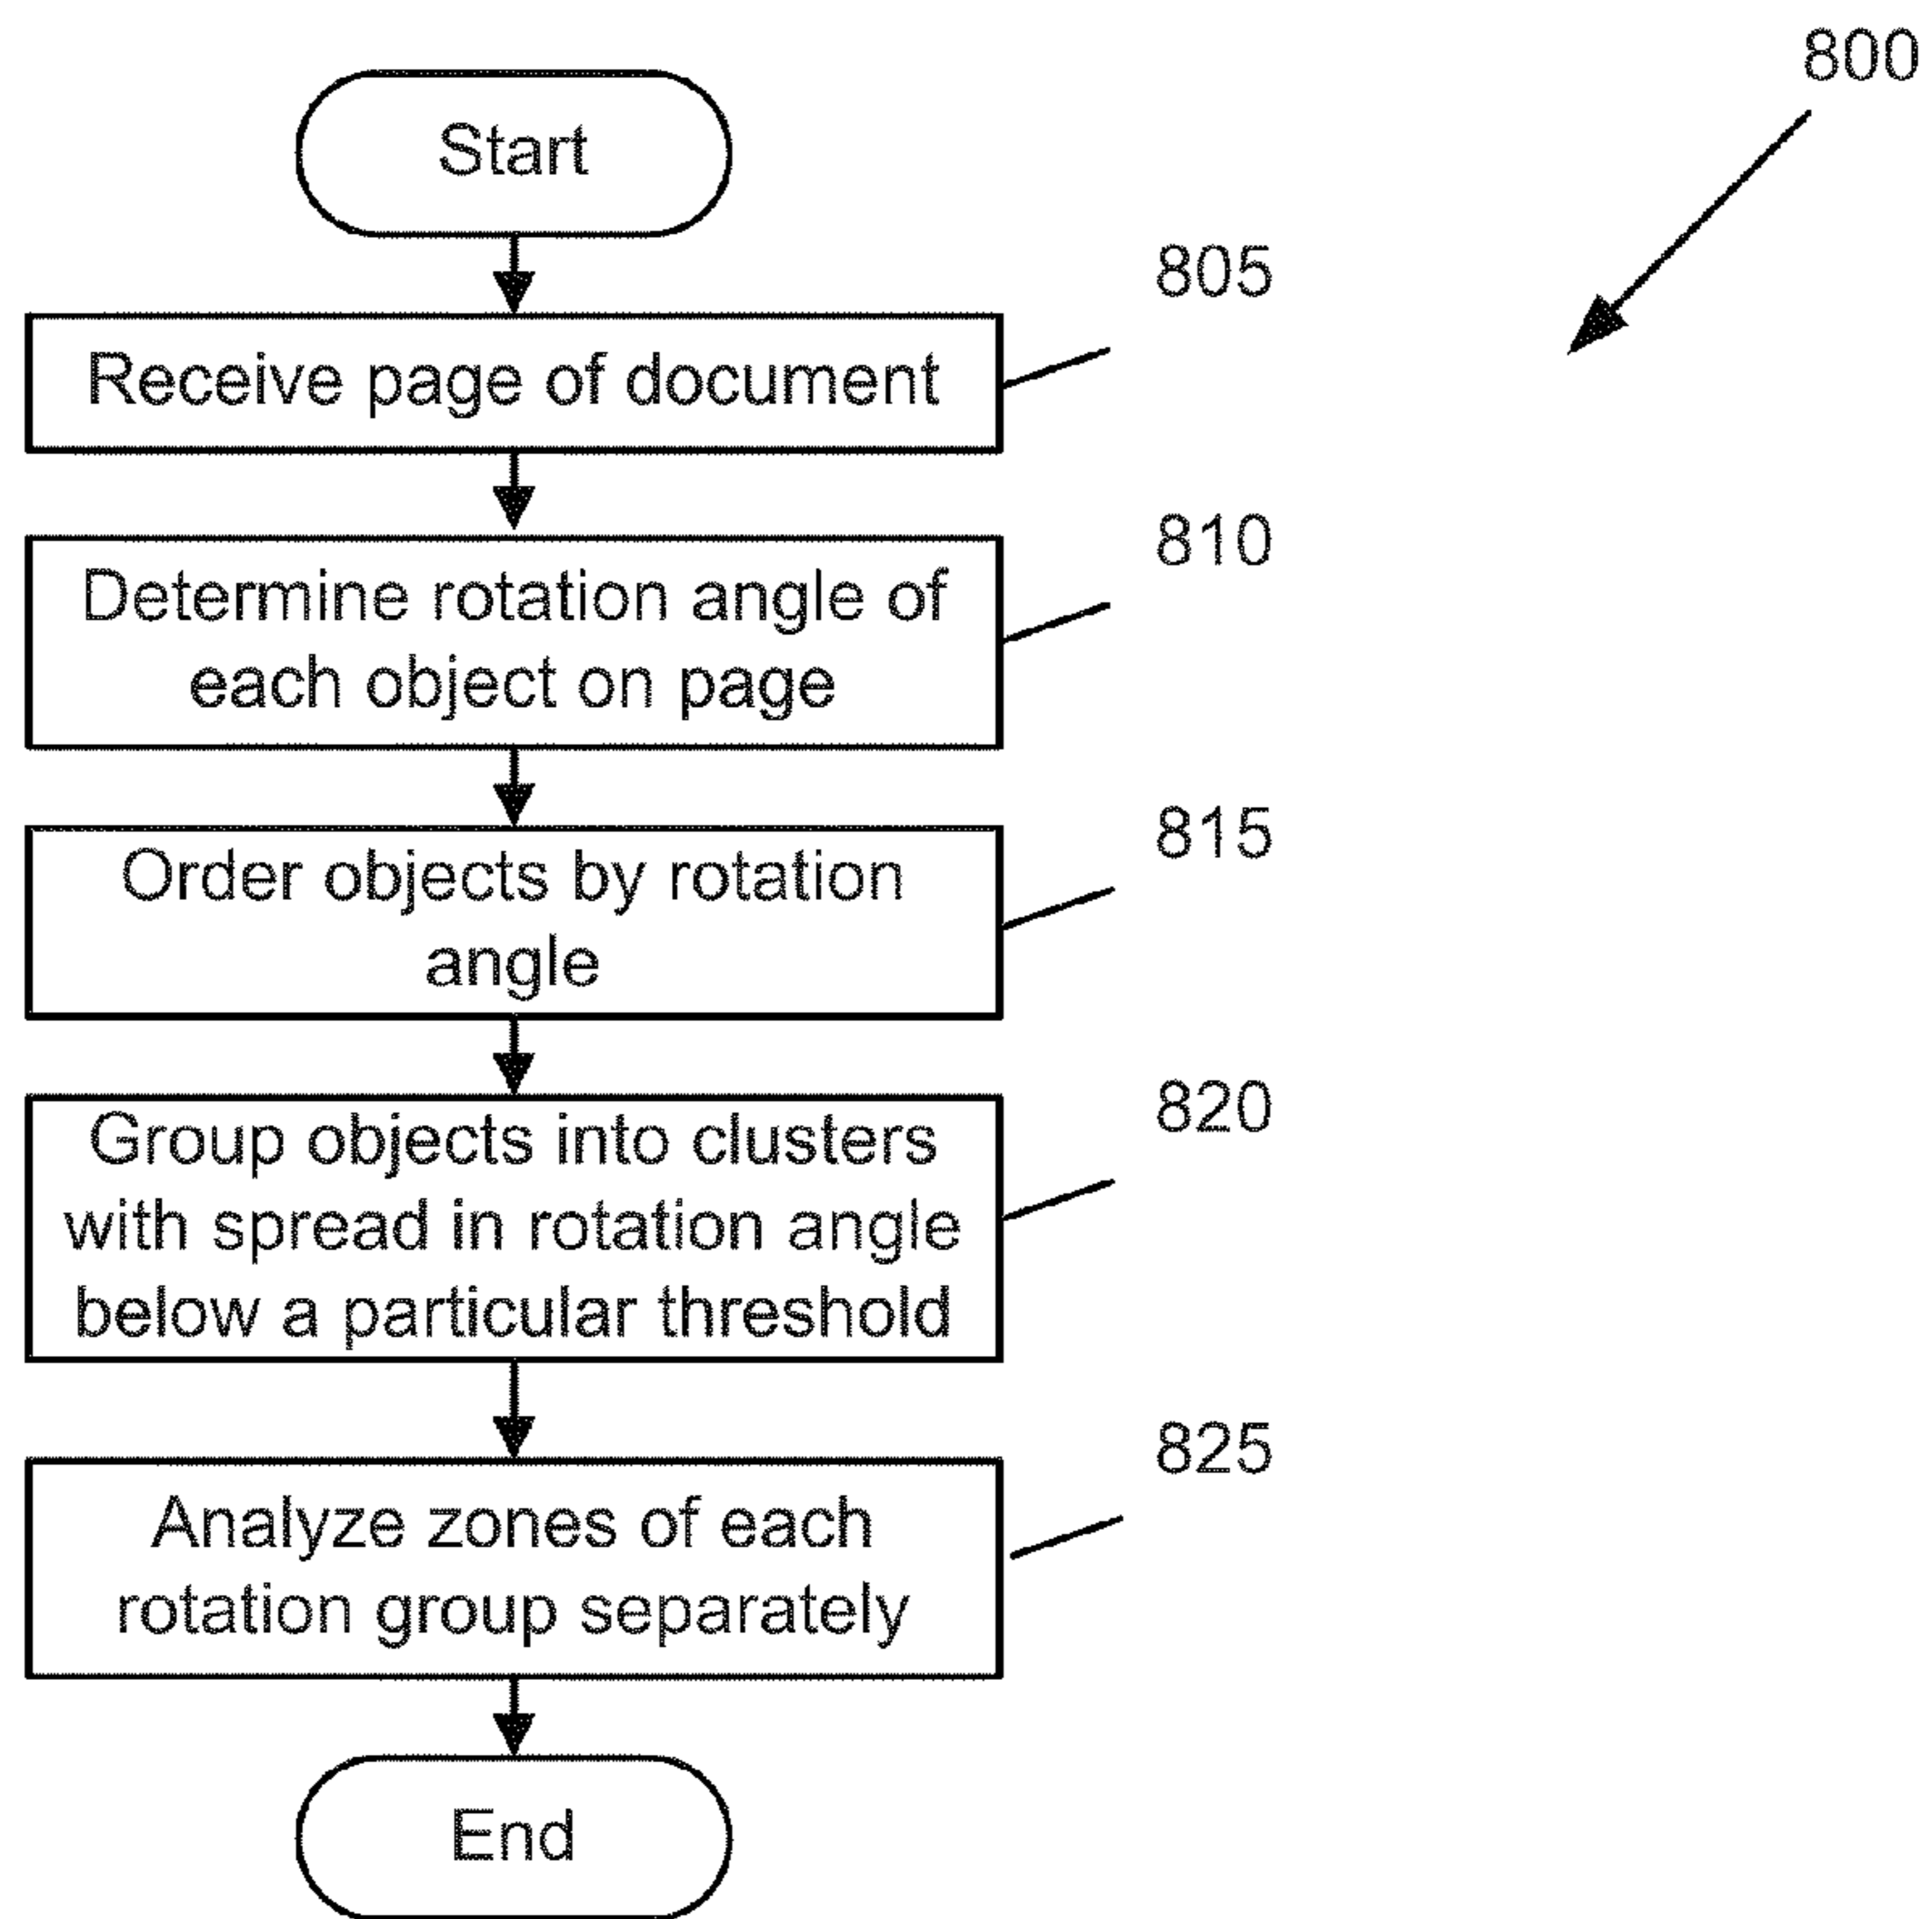 800
Start
805
Receive page of document
810
Determine rotation angle of
each object on page
815
Order objects by rotation
angle
820
Group objects into clusters
with spread in rotation angle
below a particular threshold
825
Analyze zones of each
rotation group separately
End